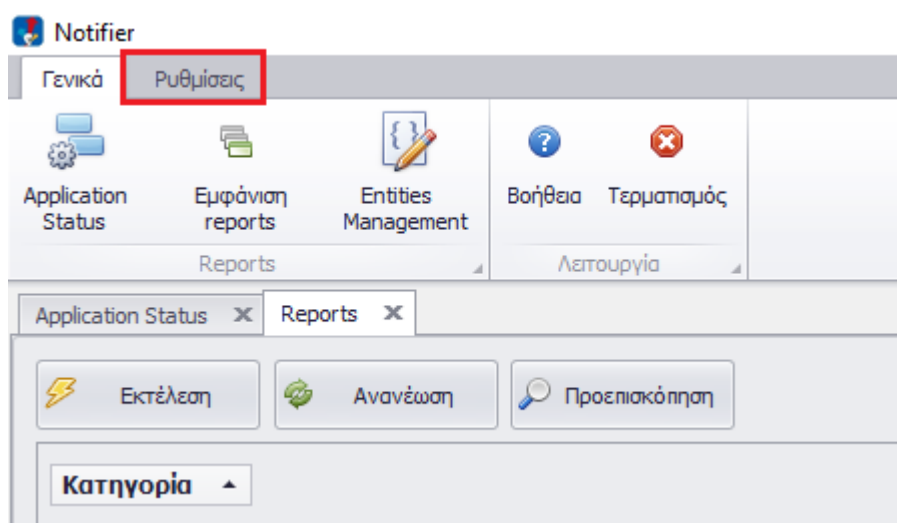 Notifier
Γενικά Ρυθμίσεις
Application Status Εμφάνιση reports Entities Management Βοήθεια Τερματισμός
Reports Λειτουργία
Application Status Reports
Εκτέλεση Ανανέωση Προεπισκόπηση
Κατηγορία